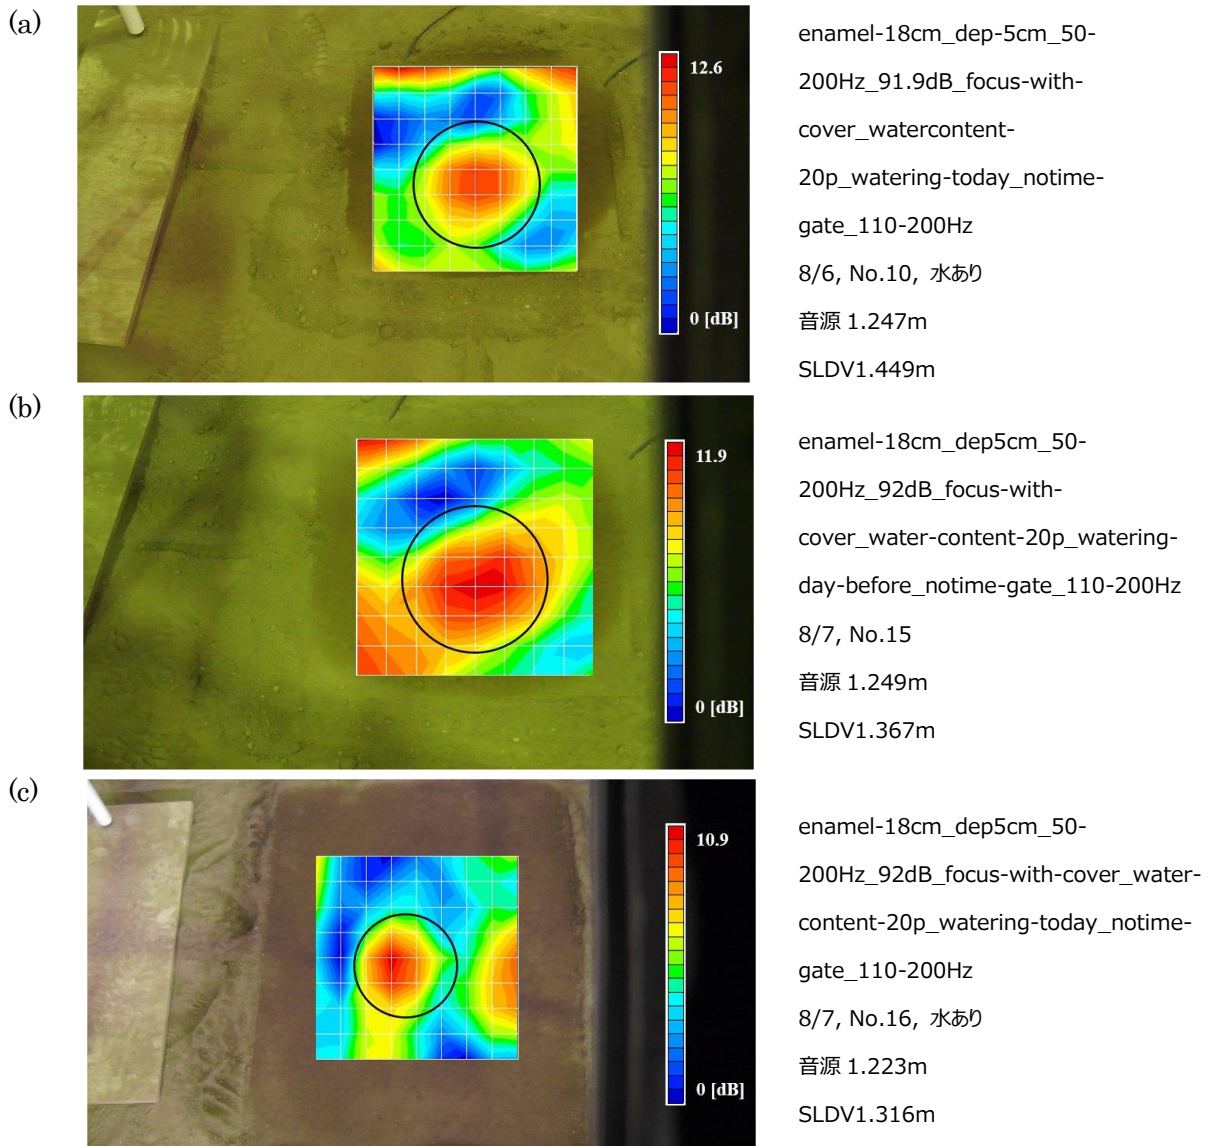 (a)
12.6
0 [dB]
enamel-18cm_dep-5cm_50-
200Hz_91.9dB_focus-with-
cover_watercontent-
20p_watering-today_notime-
gate_110-200Hz
8/6, No.10, 水あり
音源 1.247m
SLDV1.449m
(b)
11.9
0 [dB]
enamel-18cm_dep5cm_50-
200Hz_92dB_focus-with-
cover_water-content-20p_watering-
day-before_notime-gate_110-200Hz
8/7, No.15
音源 1.249m
SLDV1.367m
(c)
10.9
0 [dB]
enamel-18cm_dep5cm_50-
200Hz_92dB_focus-with-cover_water-
content-20p_watering-today_notime-
gate_110-200Hz
8/7, No.16, 水あり
音源 1.223m
SLDV1.316m